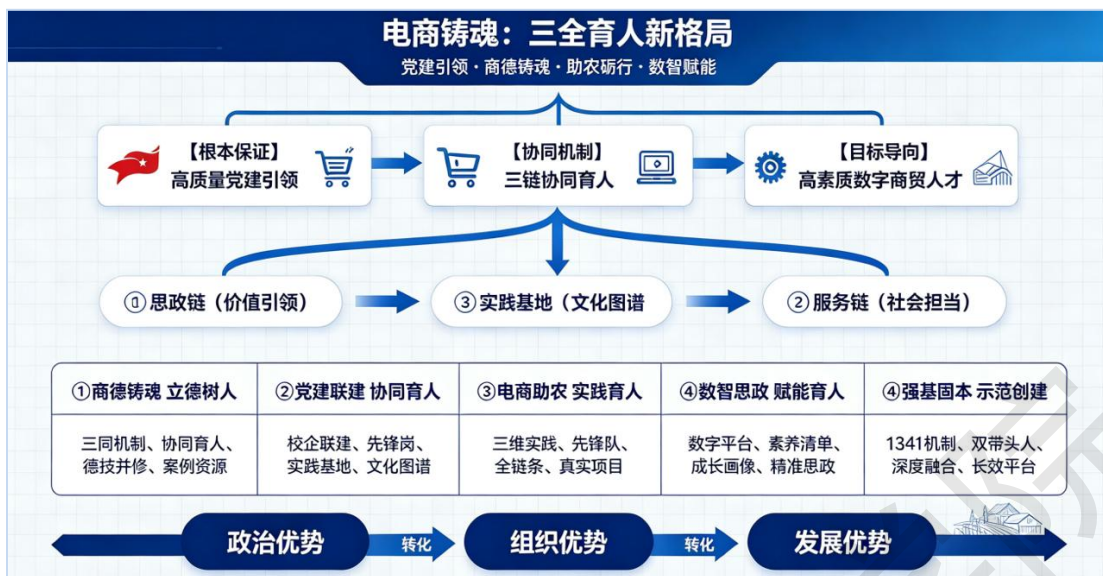 电商铸魂：三全育人新格局
党建引领·商德铸魂·助农砺行·数智赋能
【根本保证】
高质量党建引领
【协同机制】
三链协同育人
【目标导向】
高素质数字商贸人才
①思政链（价值引领）
③实践基地（文化图谱
②服务链（社会担当）
①商德铸魂 立德树人
②党建联建 协同育人
③电商助农 实践育人
④数智思政 赋能育人
④强基固本 示范创建
三同机制、协同育人、
德技并修、案例资源
校企联建、先锋岗、
实践基地、文化图谱
三维实践、先锋队、
全链条、真实项目
数字平台、素养清单、
成长画像、精准思政
1341机制、双带头人、
深度融合、长效平台
政治优势
转化
组织优势
转化
发展优势